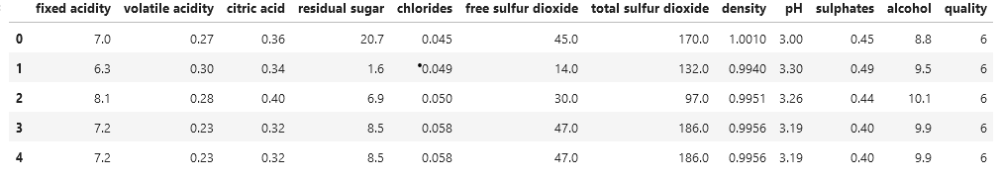 fixed acidity volatile acidity citric acid residual sugar chlorides free sulfur dioxide total sulfur dioxide density pH sulphates alcohol quality
0 7.0 0.27 0.36 20.7 0.045 45.0 170.0 1.0010 3.00 0.45 8.8 6
1 6.3 0.30 0.34 1.6 0.049 14.0 132.0 0.9940 3.30 0.49 9.5 6
2 8.1 0.28 0.40 6.9 0.050 30.0 97.0 0.9951 3.26 0.44 10.1 6
3 7.2 0.23 0.32 8.5 0.058 47.0 186.0 0.9956 3.19 0.40 9.9 6
4 7.2 0.23 0.32 8.5 0.058 47.0 186.0 0.9956 3.19 0.40 9.9 6